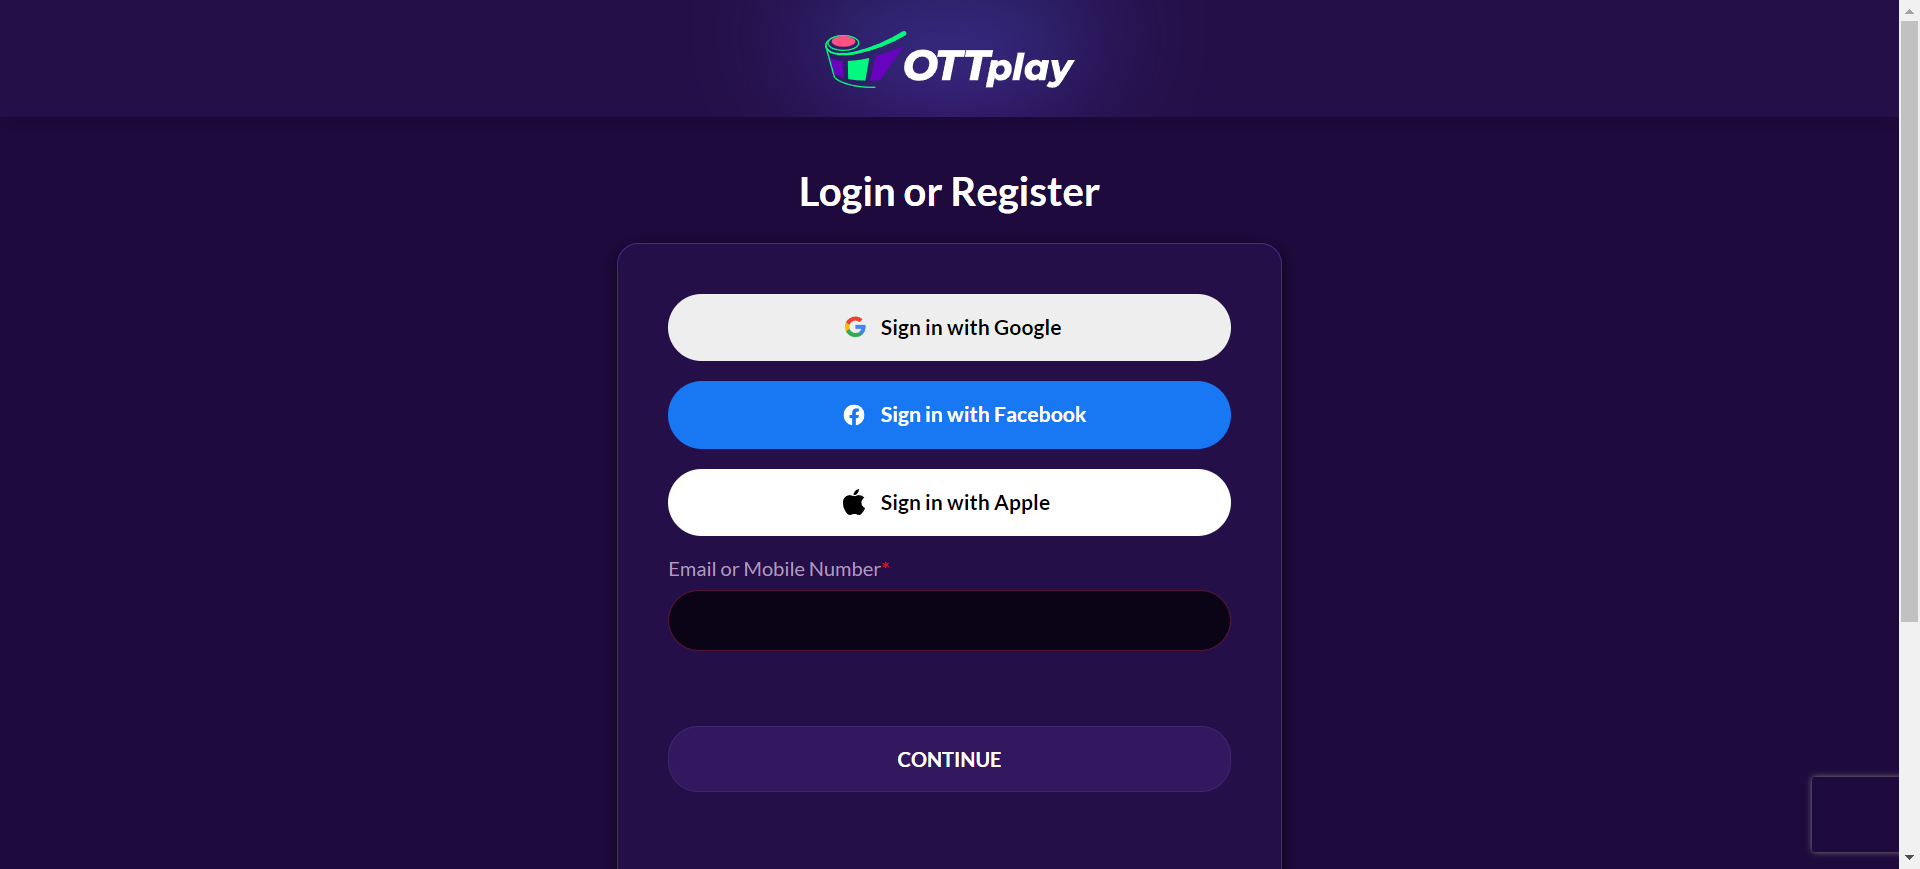 OTTplay
Login or Register
Sign in with Google
Sign in with Facebook
Sign in with Apple
Email or Mobile Number*
CONTINUE